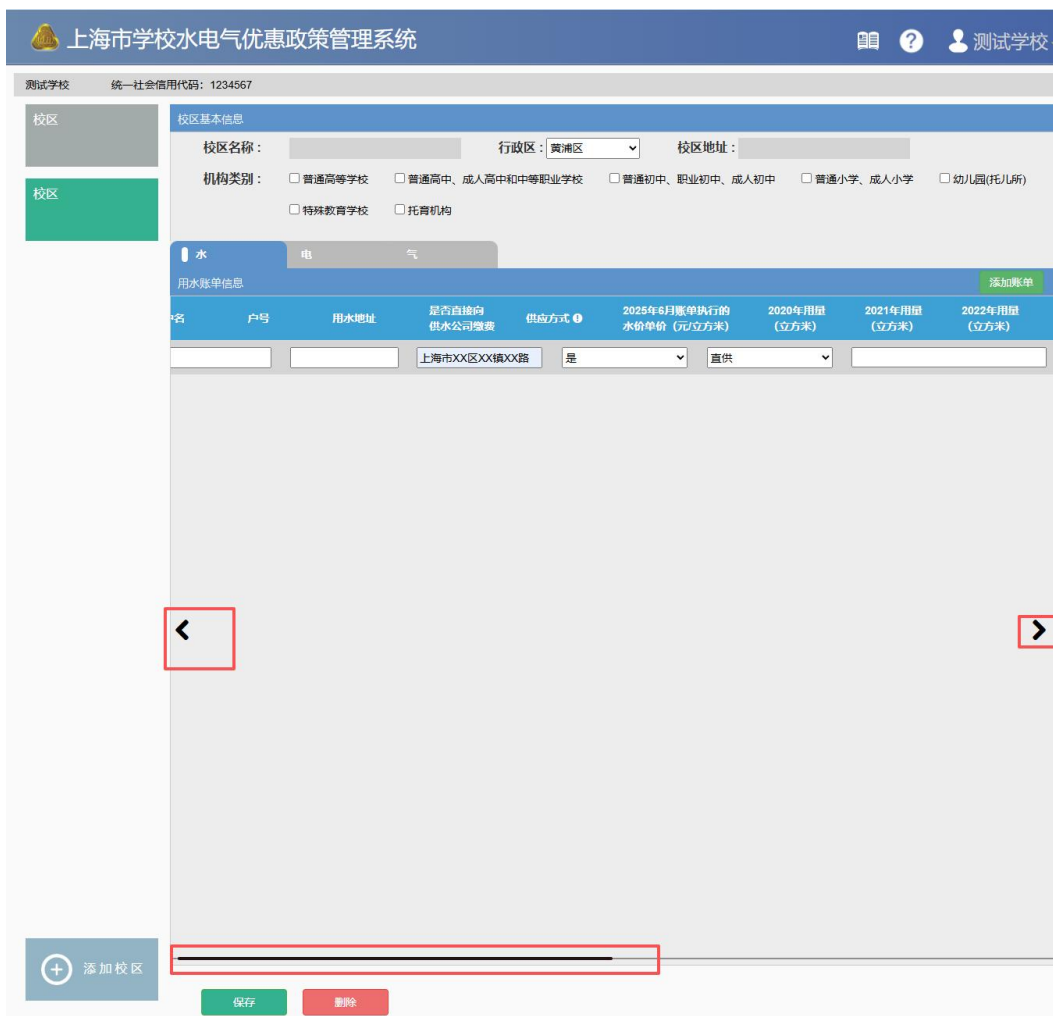 上海市学校水电气优惠政策管理系统 测试学校
测试学校 统一社会信用代码：1234567
校区
校区
校区基本信息
校区名称： 行政区： 黄浦区 校区地址：
机构类别： 普通高等学校 普通高中、成人高中和中等职业学校 普通初中、职业初中、成人初中 普通小学、成人小学 幼儿园(托儿所)
特殊教育学校 托育机构
水 电 气
用水账单信息 添加账单
户名 户号 用水地址 是否直接向 供水公司缴费 供应方式 2025年6月账单执行的 水价单价（元/立方米） 2020年用量 （立方米） 2021年用量 （立方米） 2022年用量 （立方米）
上海市XX区XX镇XX路 是 直供
添加校区
保存 删除